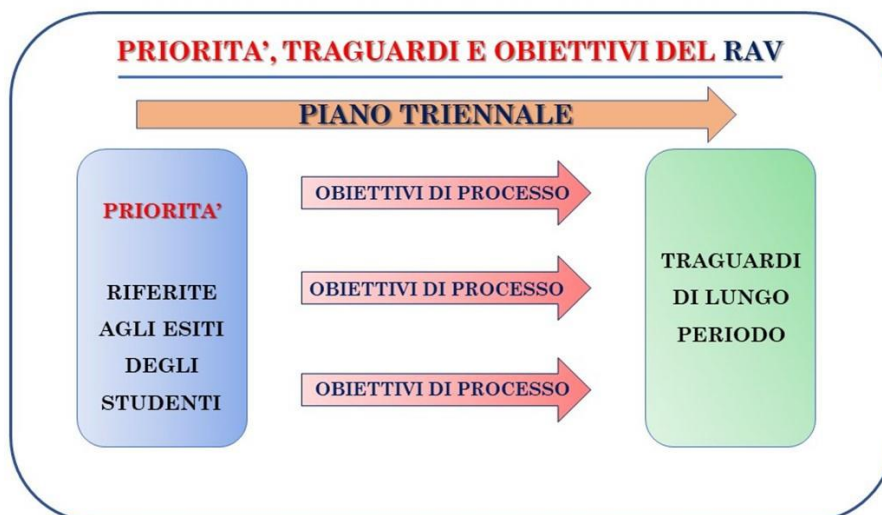 PRIORITA’, TRAGUARDI E OBIETTIVI DEL RAV
PIANO TRIENNALE
PRIORITA’
RIFERITE
AGLI ESITI
DEGLI
STUDENTI
OBIETTIVI DI PROCESSO
OBIETTIVI DI PROCESSO
OBIETTIVI DI PROCESSO
TRAGUARDI
DI LUNGO
PERIODO